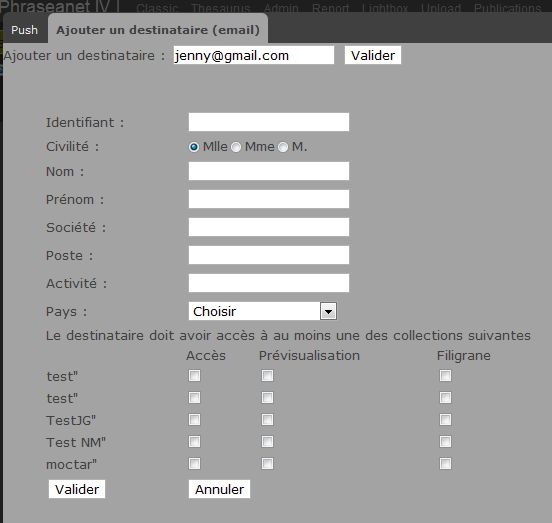 Phraseanet IV Classic Thesaurus Admin Report Lightbox Upload Publications
Push Ajouter un destinataire (email)
Ajouter un destinataire : jenny@gmail.com Valider
Identifiant :
Civilité : Mlle Mme M.
Nom :
Prénom :
Société :
Poste :
Activité :
Pays : Choisir
Le destinataire doit avoir accès à au moins une des collections suivantes
Accès Prévisualisation Filigrane
test"
test"
TestJG"
Test NM"
moctar"
Valider Annuler